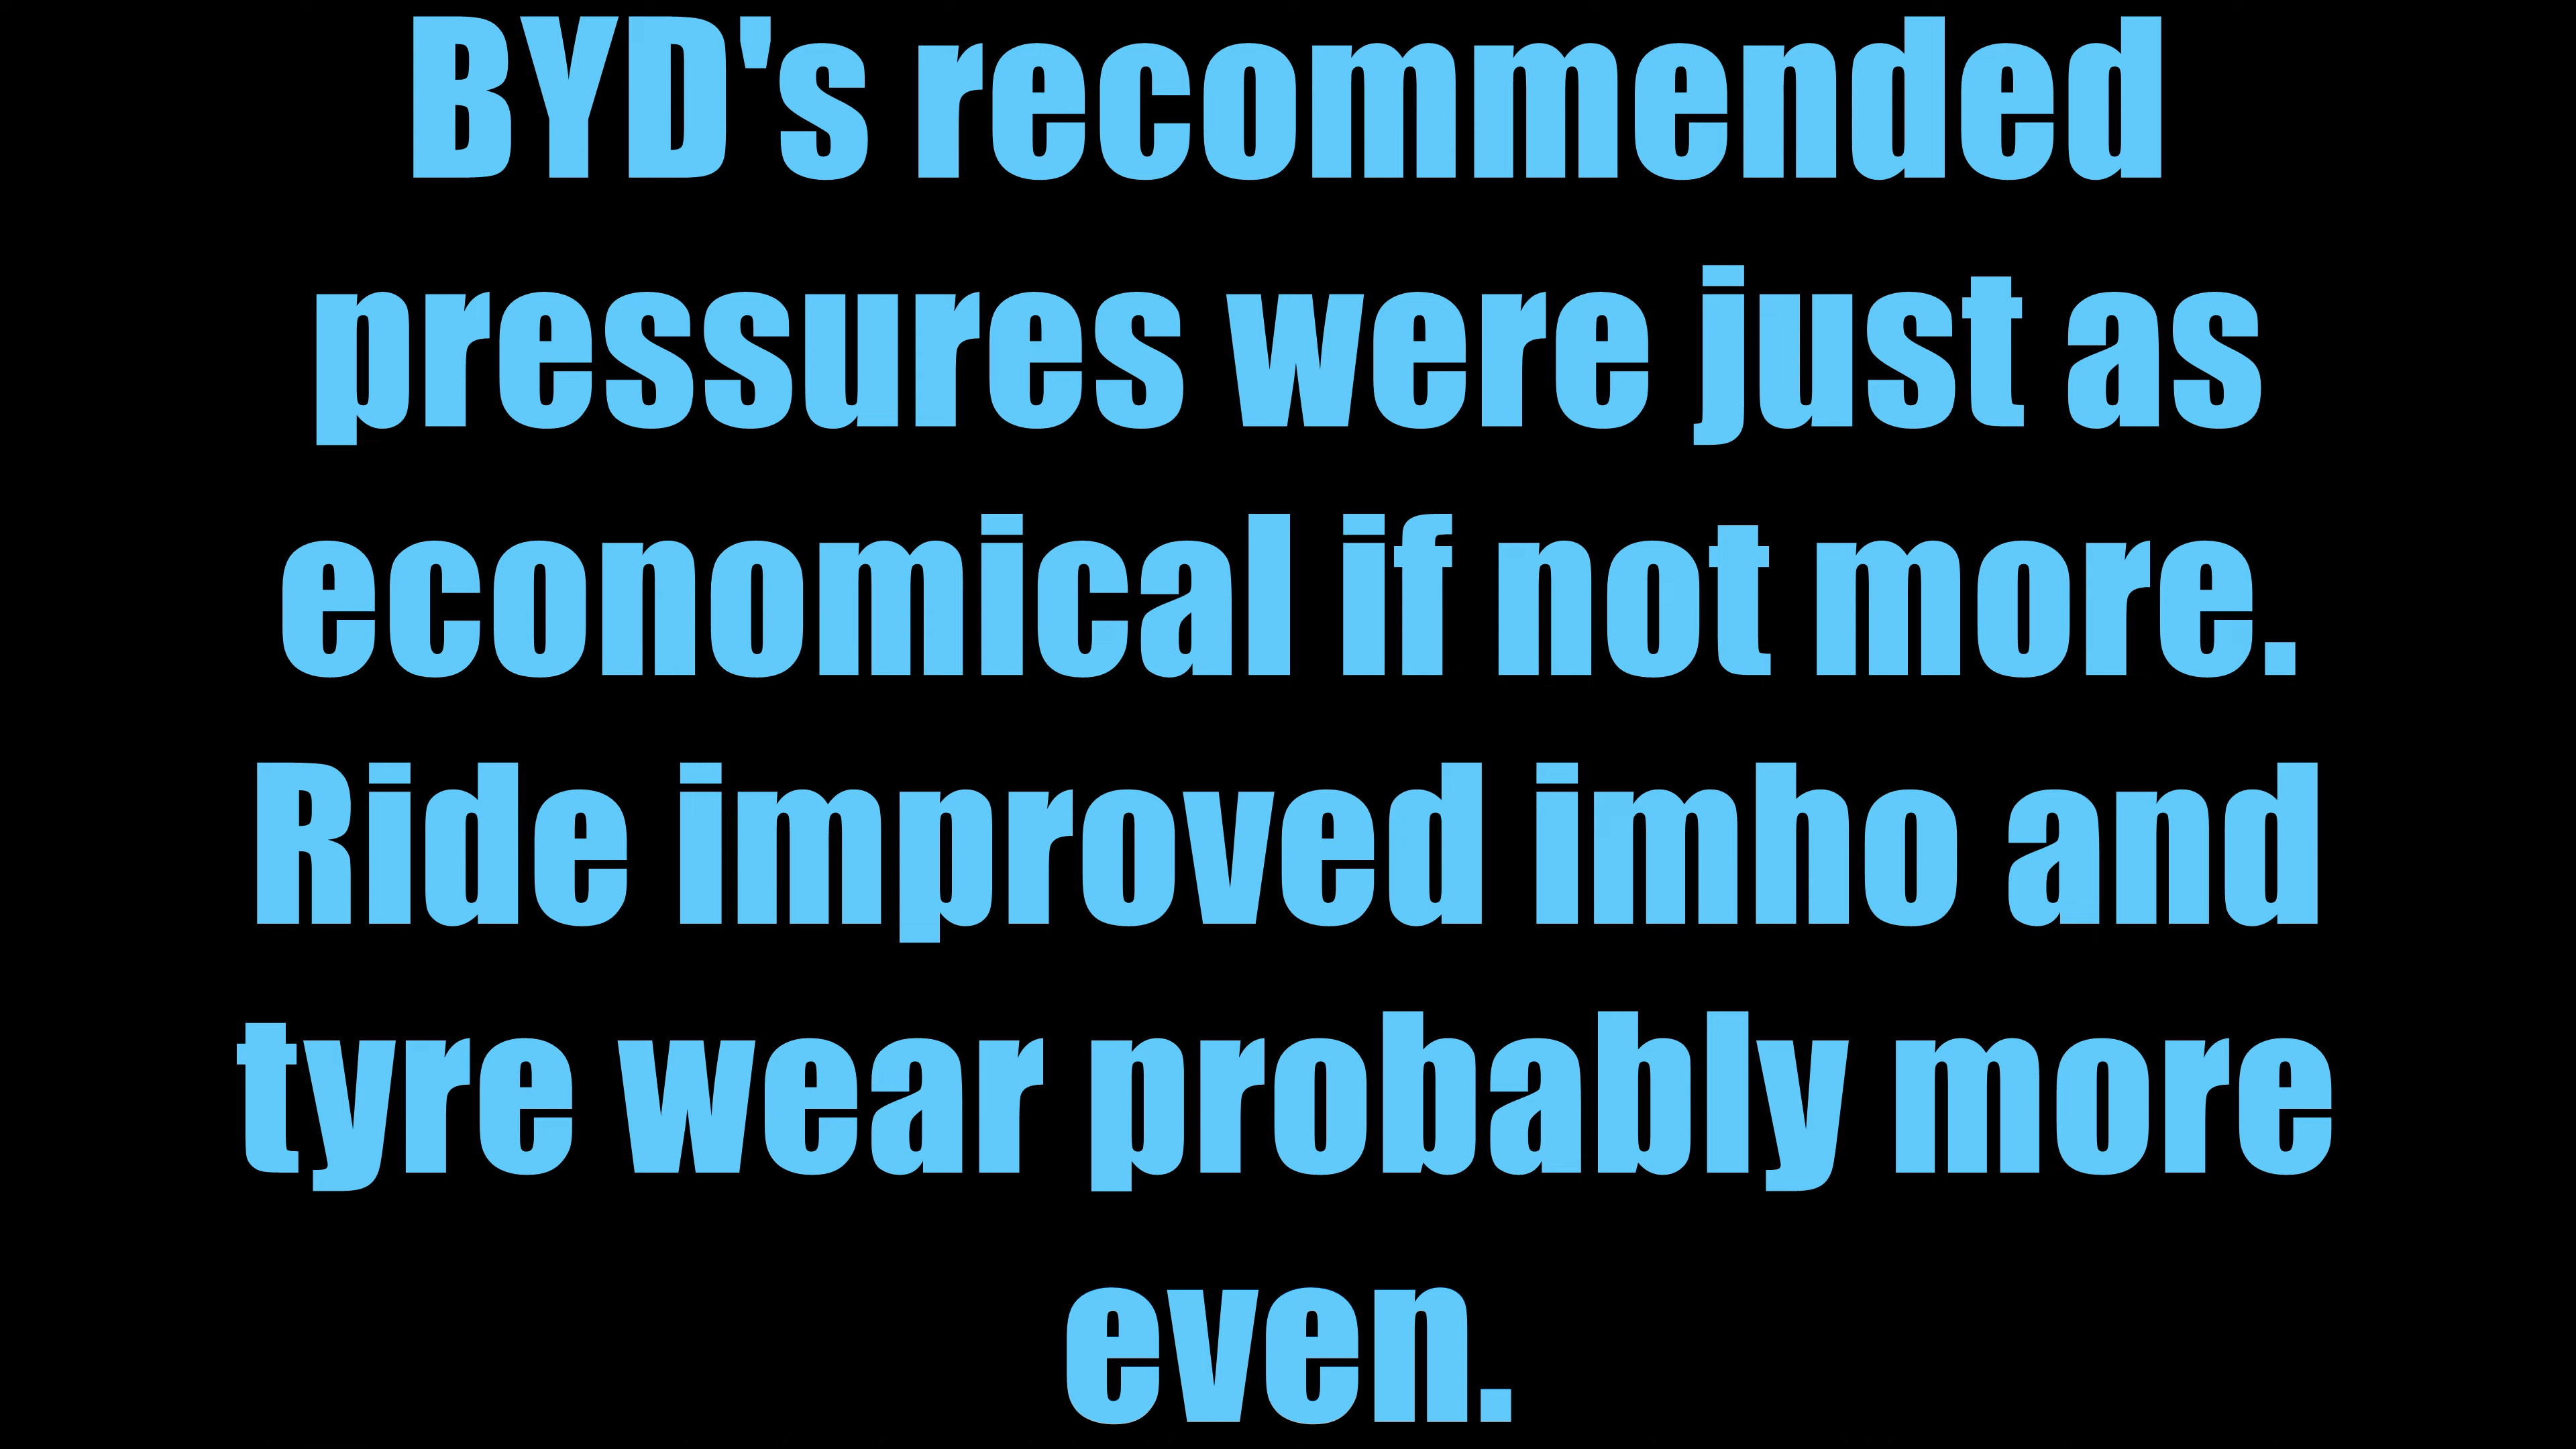 BYD's recommended
pressures were just as
economical if not more.
Ride improved imho and
tyre wear probably more
even.